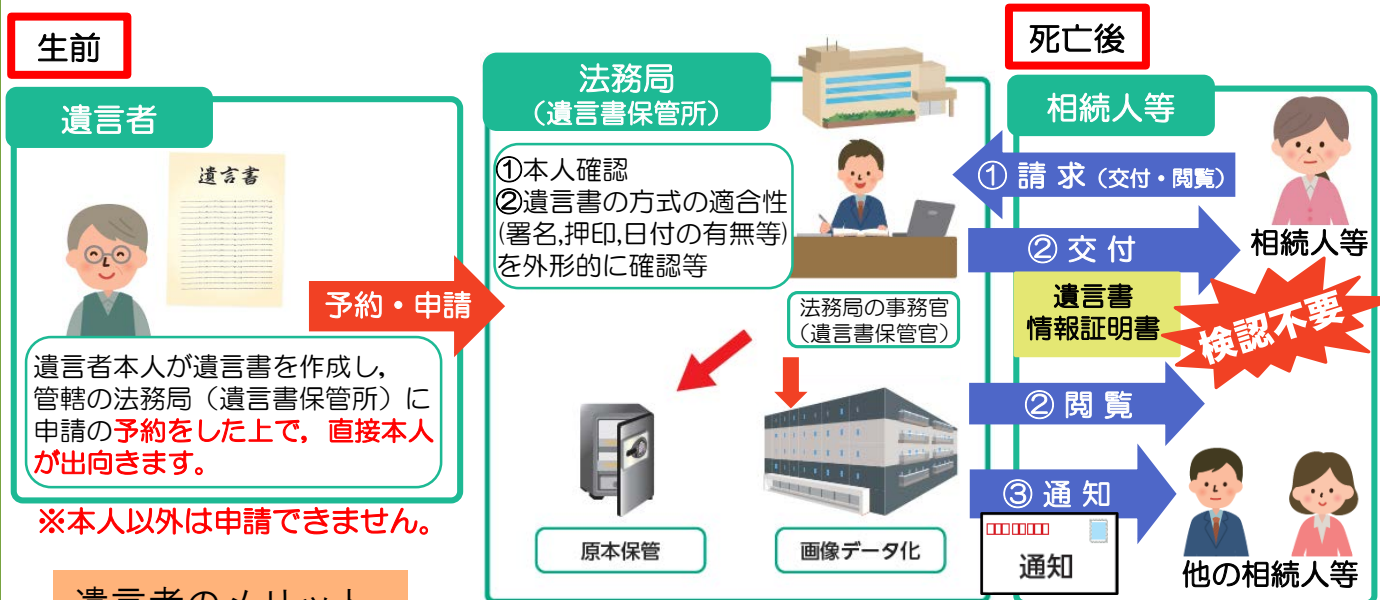 生前
遺言者
遺言書
遺言者本人が遺言書を作成し，
管轄の法務局（遺言書保管所）に
申請の予約をした上で，直接本人
が出向きます。
※本人以外は申請できません。
予約・申請
法務局
（遺言書保管所）
①本人確認
②遺言書の方式の適合性
(署名,押印,日付の有無等)
を外形的に確認等
法務局の事務官
（遺言書保管官）
原本保管
画像データ化
死亡後
相続人等
①請求（交付・閲覧）
②交付
相続人等
遺言書
情報証明書
検認不要
②閲覧
③通知
通知
他の相続人等
遺言者のメリット